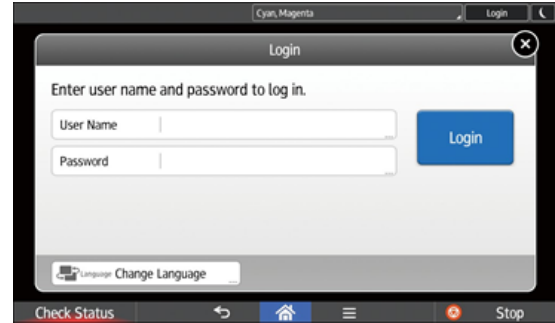 Cyan, Magenta
Login
Login
Enter user name and password to log in.
User Name
Login
Password
Language Change Language
Check Status
Stop